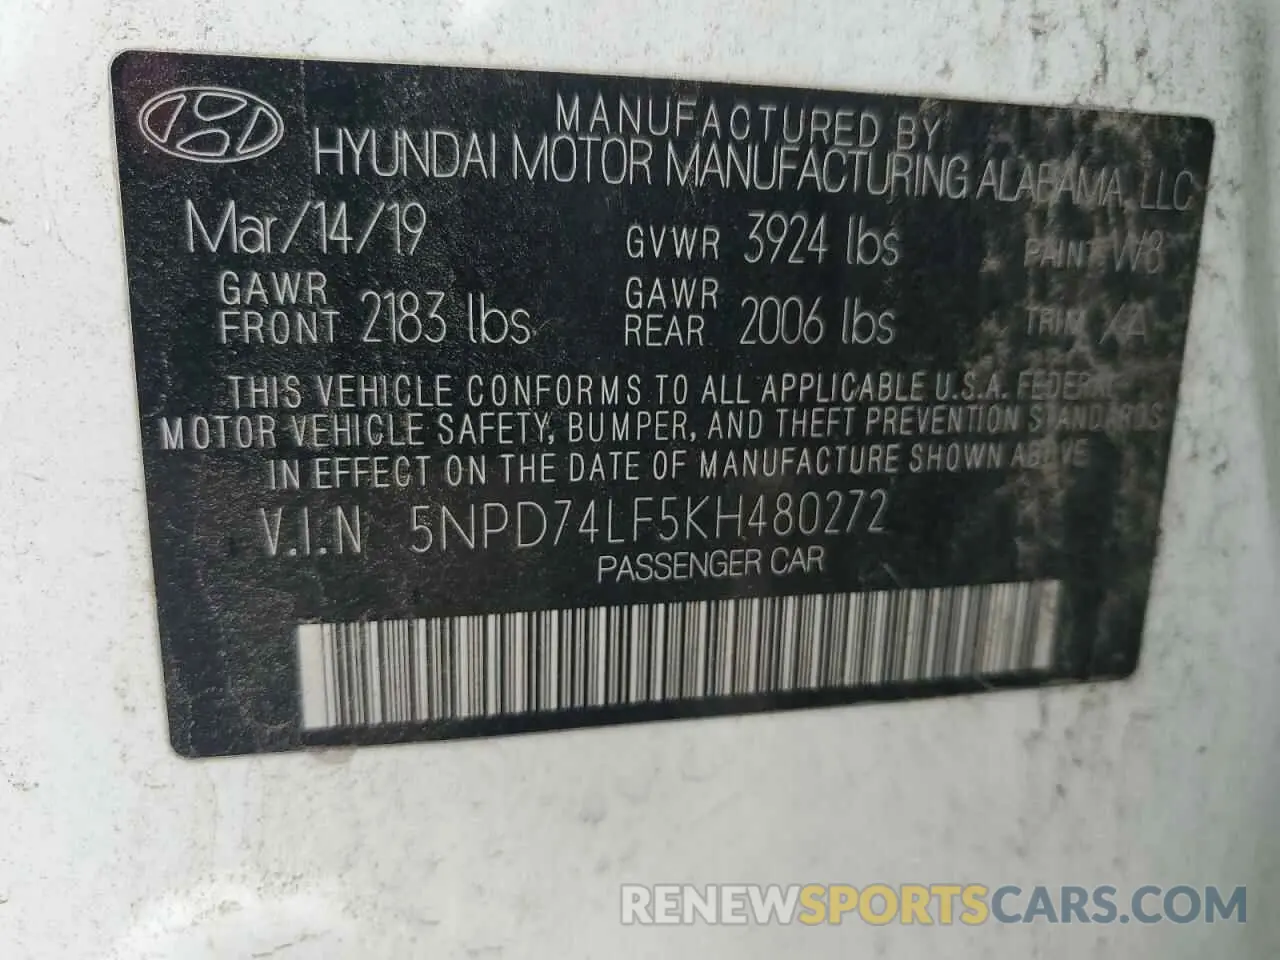 MANUFACTURED BY
HYUNDAI MOTOR MANUFACTURING ALABAMA, LLC
Mar/14/19 GVWR 3924 lbs PAINT W8
GAWR FRONT 2183 lbs GAWR REAR 2006 lbs TRIM XA
THIS VEHICLE CONFORMS TO ALL APPLICABLE U.S.A. FEDERAL
MOTOR VEHICLE SAFETY, BUMPER, AND THEFT PREVENTION STANDARDS
IN EFFECT ON THE DATE OF MANUFACTURE SHOWN ABOVE
V.I.N 5NPD74LF5KH480272
PASSENGER CAR
RENEWSPORTSCARS.COM